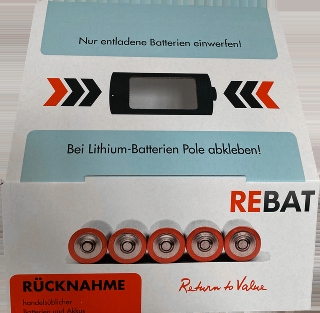 Nur entladene Batterien einwerfen!
Bei Lithium-Batterien Pole abkleben!
REBAT
RÜCKNAHME
handelsüblicher
Batterien und Akkus
Return to Value